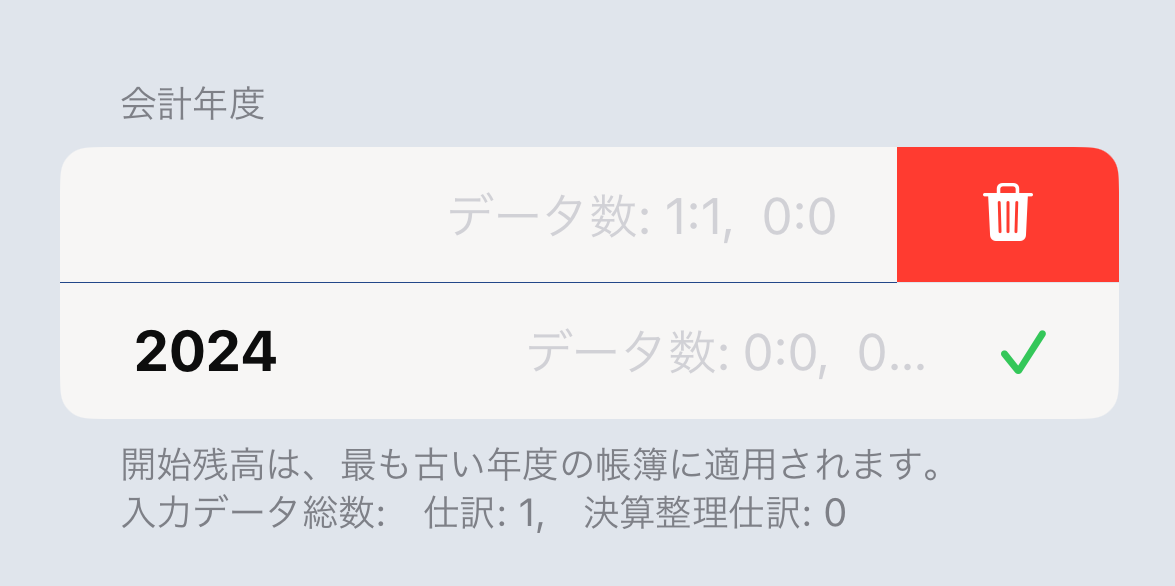 会計年度
データ数: 1:1, 0:0
2024 データ数: 0:0, 0...
開始残高は、最も古い年度の帳簿に適用されます。
入力データ総数:　仕訳: 1,　決算整理仕訳: 0